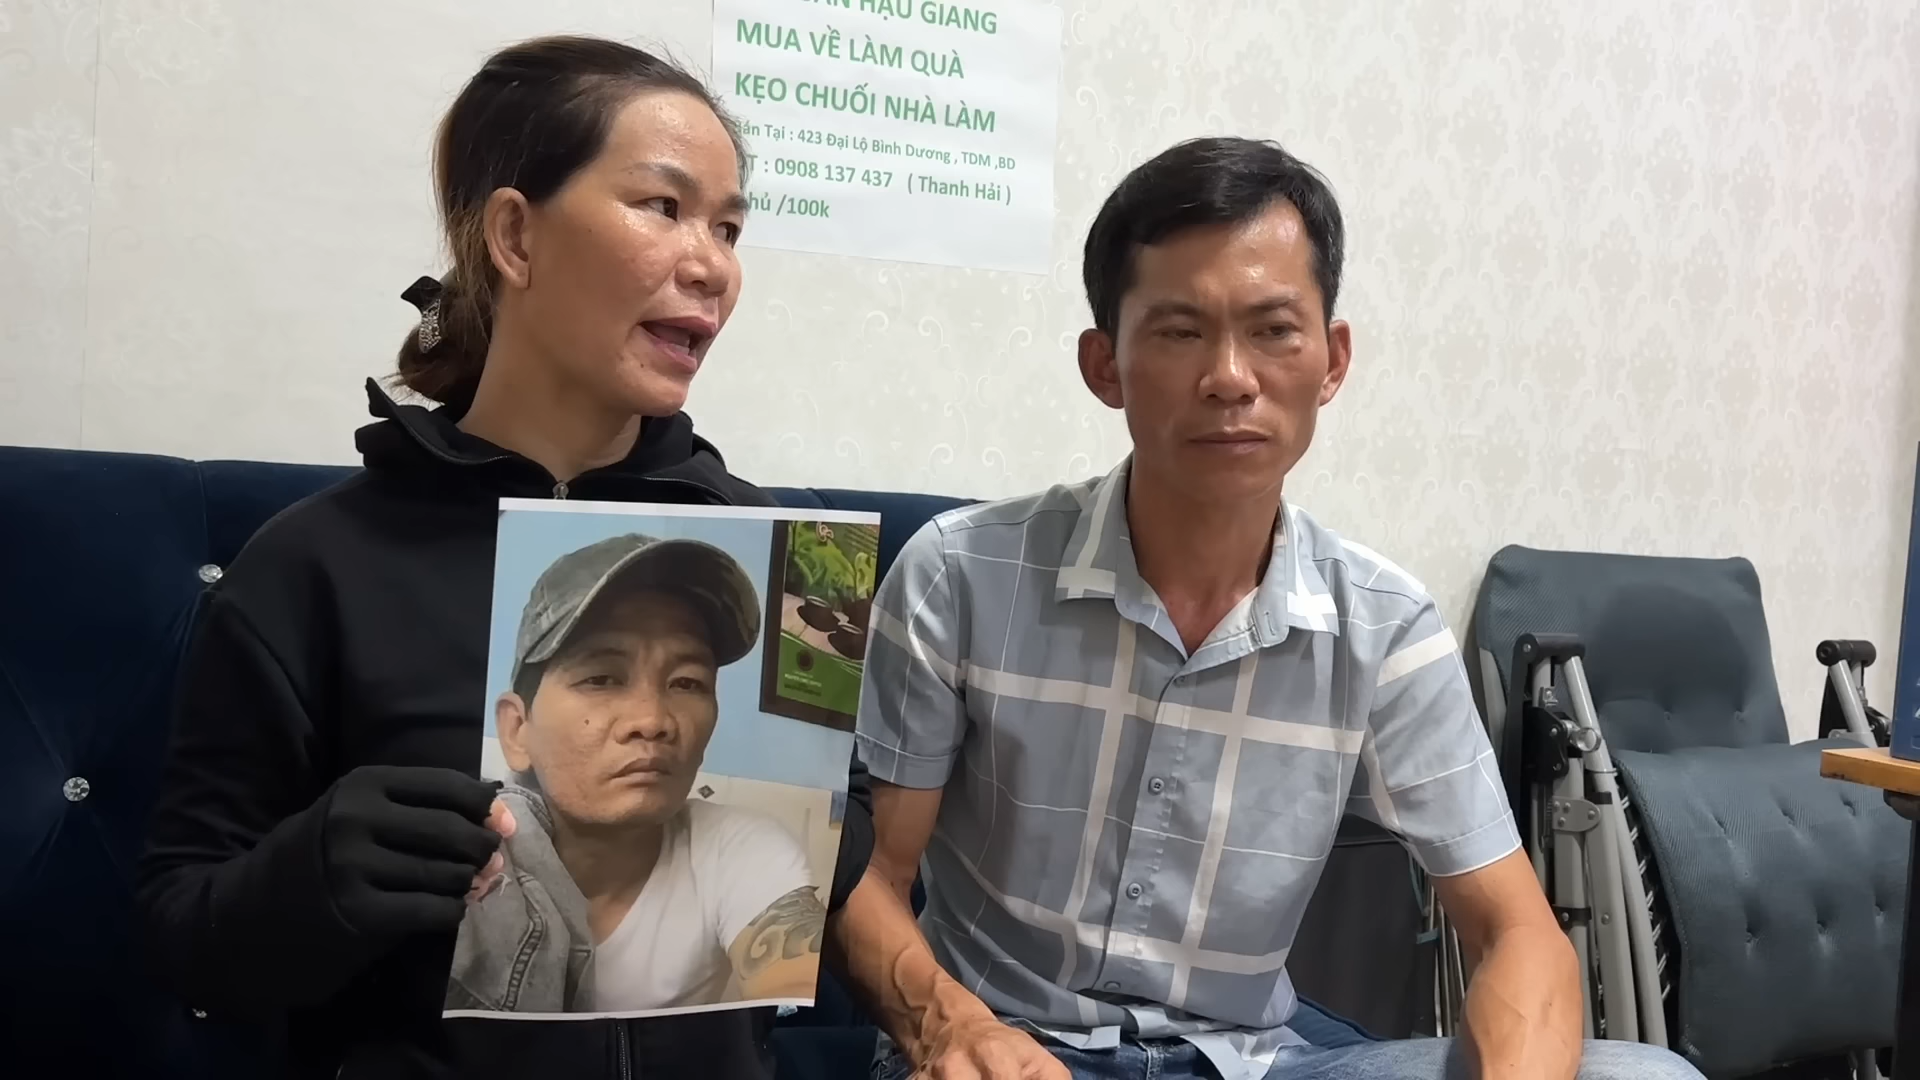 HẬU GIANG
MUA VỀ LÀM QUÀ
KẸO CHUỐI NHÀ LÀM
Tại : 423 Đại Lộ Bình Dương , TDM ,BD
: 0908 137 437 ( Thanh Hải )
/100k